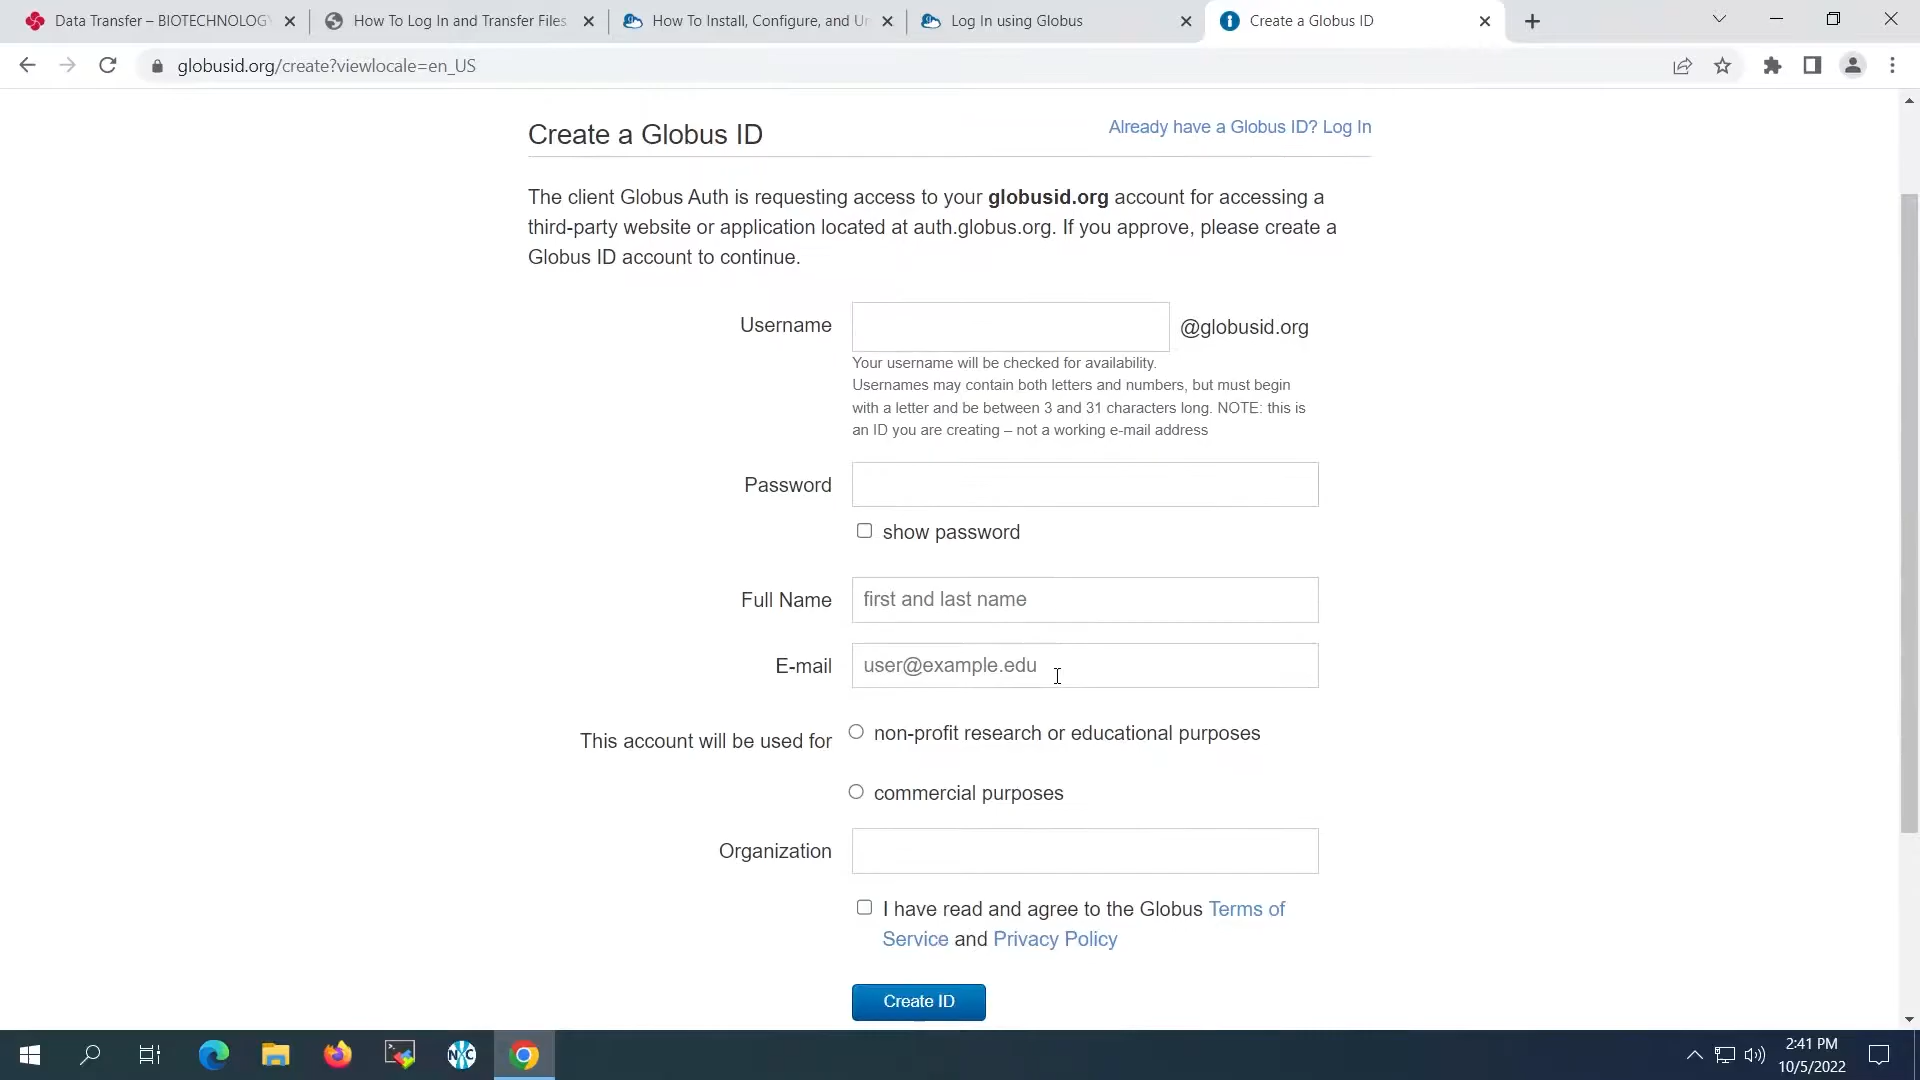 Data Transfer – BIOTECHNOLOGY
How To Log In and Transfer Files
How To Install, Configure, and Un
Log In using Globus
Create a Globus ID
globusid.org/create?viewlocale=en_US
Create a Globus ID
Already have a Globus ID? Log In
The client Globus Auth is requesting access to your globusid.org account for accessing a
third-party website or application located at auth.globus.org. If you approve, please create a
Globus ID account to continue.
Username
@globusid.org
Your username will be checked for availability.
Usernames may contain both letters and numbers, but must begin
with a letter and be between 3 and 31 characters long. NOTE: this is
an ID you are creating – not a working e-mail address
Password
show password
Full Name
first and last name
E-mail
user@example.edu
This account will be used for
non-profit research or educational purposes
commercial purposes
Organization
I have read and agree to the Globus Terms of
Service and Privacy Policy
Create ID
NXC
2:41 PM
10/5/2022